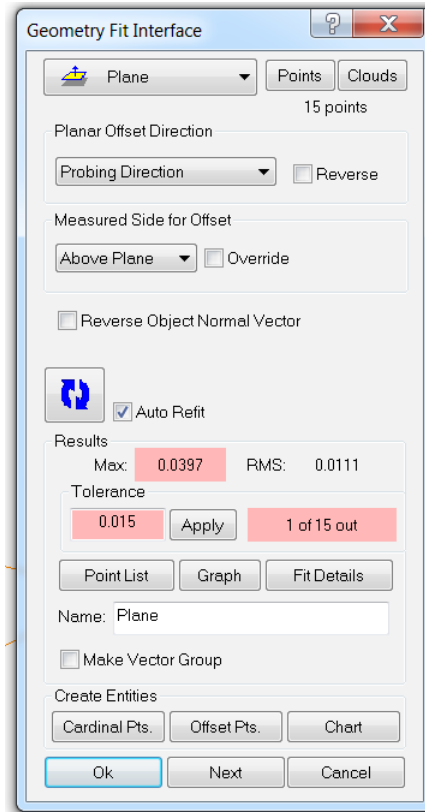 Geometry Fit Interface
Plane Points Clouds
15 points
Planar Offset Direction
Probing Direction Reverse
Measured Side for Offset
Above Plane Override
Reverse Object Normal Vector
Auto Refit
Results
Max: 0.0397 RMS: 0.0111
Tolerance
0.015 Apply 1 of 15 out
Point List Graph Fit Details
Name: Plane
Make Vector Group
Create Entities
Cardinal Pts. Offset Pts. Chart
Ok Next Cancel